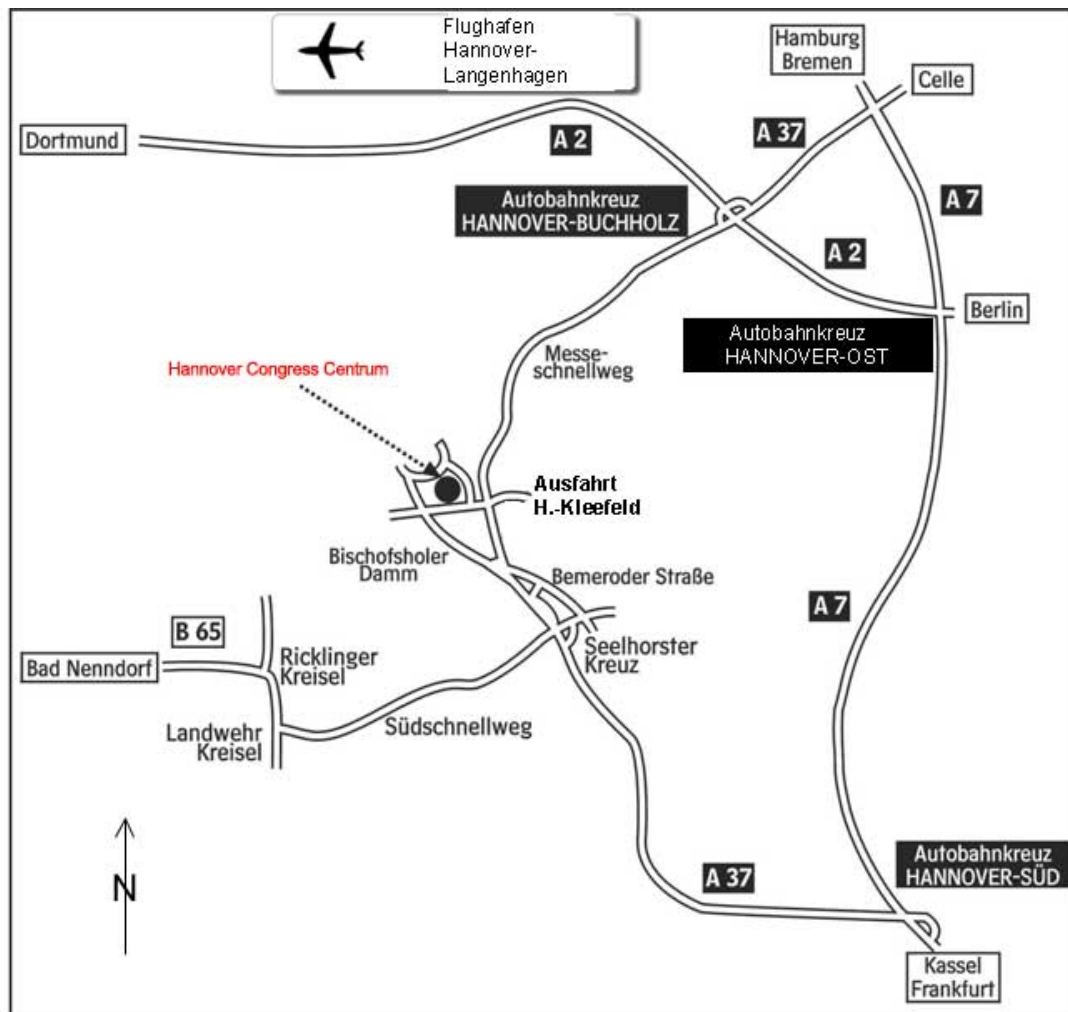 Flughafen
Hannover-
Langenhagen
Hamburg
Bremen
Celle
Dortmund
A 2
A 37
Autobahnkreuz
HANNOVER-BUCHHOLZ
A 7
A 2
Berlin
Autobahnkreuz
HANNOVER-OST
Messe-
schnellweg
Hannover Congress Centrum
Ausfahrt
H.-Kleefeld
Bischofsholer
Damm
Bemeroder Straße
A 7
B 65
Bad Nenndorf
Ricklinger
Kreisel
Seelhorster
Kreuz
Landwehr
Kreisel
Südschnellweg
N
A 37
Autobahnkreuz
HANNOVER-SÜD
Kassel
Frankfurt